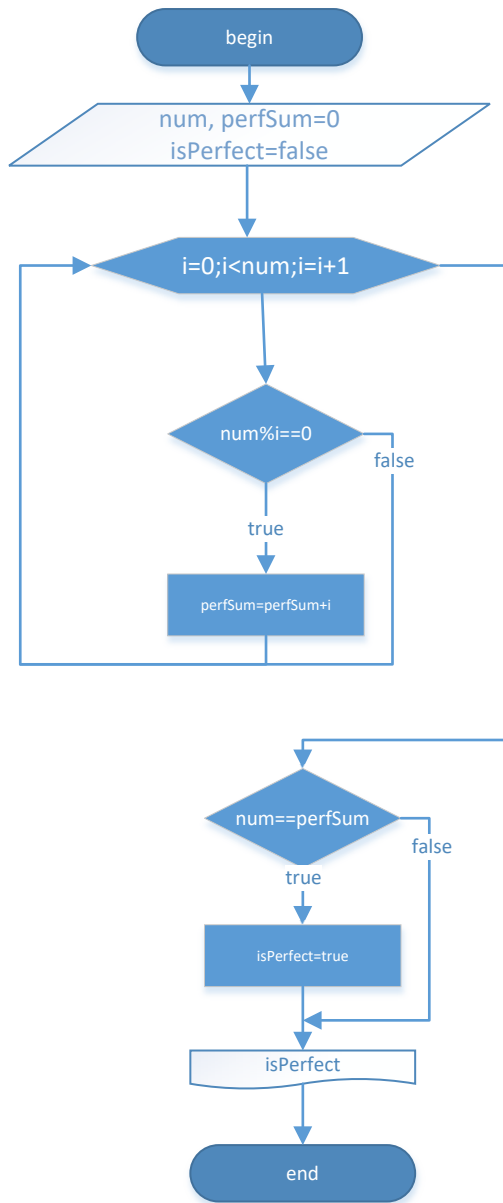 begin
num, perfSum=0
isPerfect=false
i=0;i<num;i=i+1
num%i==0
false
true
perfSum=perfSum+i
num==perfSum
false
true
isPerfect=true
isPerfect
end